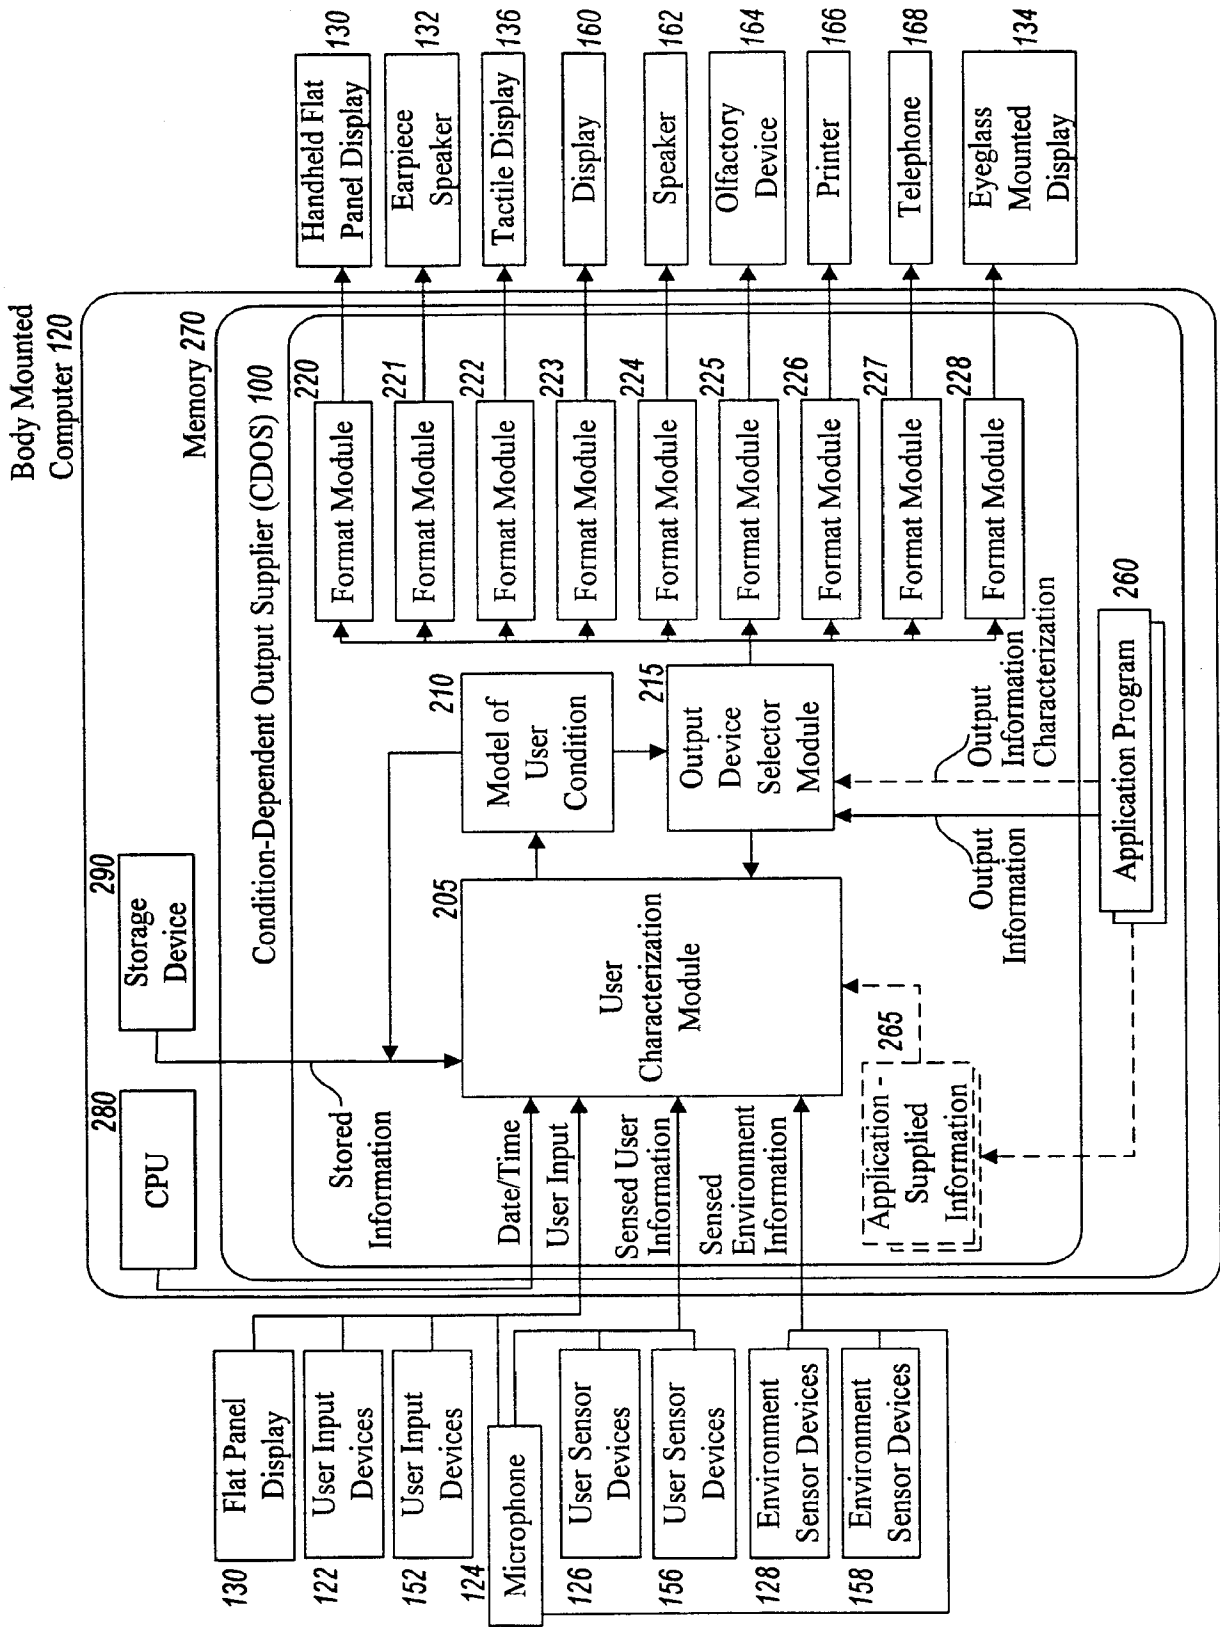 Body Mounted
Computer 120
Memory 270
Condition-Dependent Output Supplier (CDOS) 100
280
CPU
290
Storage
Device
Stored
Information
Date/Time
User Input
Sensed User
Information
Sensed
Environment
Information
130
Flat Panel
Display
122
User Input
Devices
152
User Input
Devices
124
Microphone
126
User Sensor
Devices
156
User Sensor
Devices
128
Environment
Sensor Devices
158
Environment
Sensor Devices
205
User
Characterization
Module
210
Model of
User
Condition
215
Output
Device
Selector
Module
265
Application -
Supplied
Information
Output
Information
Output
Information
Characterization
260
Application Program
220
Format Module
221
Format Module
222
Format Module
223
Format Module
224
Format Module
225
Format Module
226
Format Module
227
Format Module
228
Format Module
Handheld Flat
Panel Display
130
Earpiece
Speaker
132
Tactile Display
136
Display
160
Speaker
162
Olfactory
Device
164
Printer
166
Telephone
168
Eyeglass
Mounted
Display
134